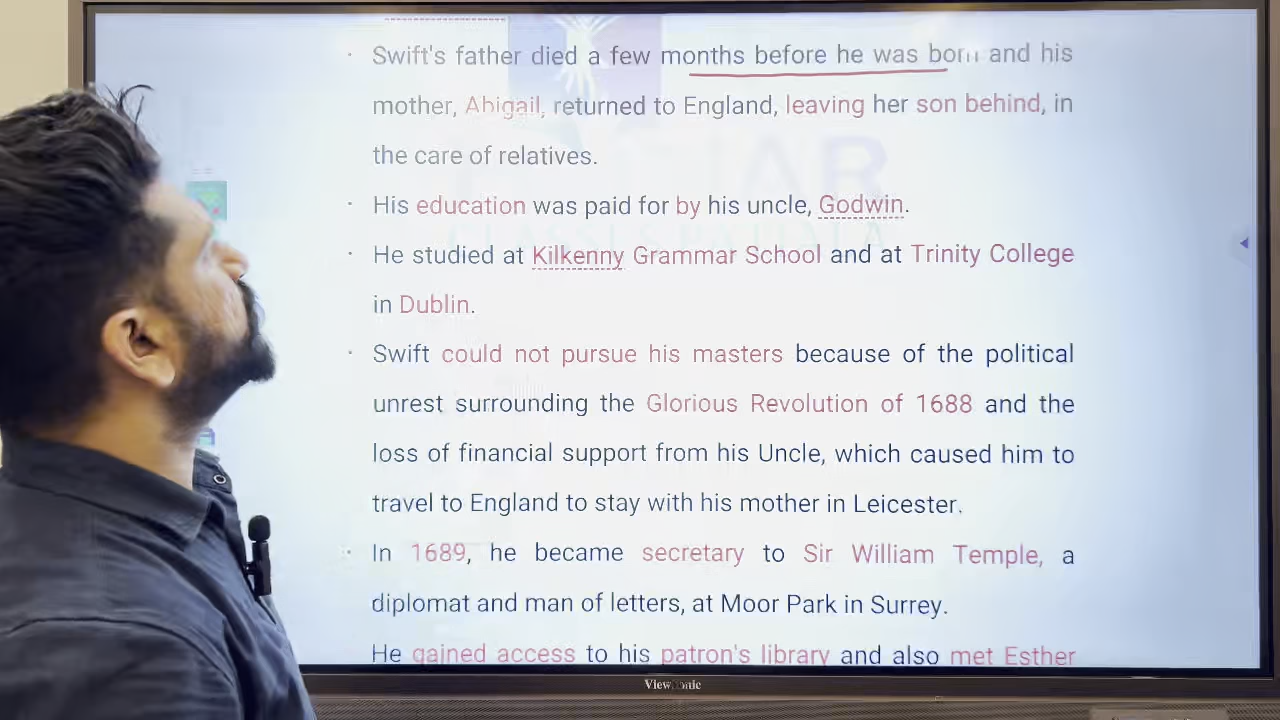 · Swift's father died a few months before he was born and his
mother, Abigail, returned to England, leaving her son behind, in
the care of relatives.
· His education was paid for by his uncle, Godwin.
· He studied at Kilkenny Grammar School and at Trinity College
in Dublin.
· Swift could not pursue his masters because of the political
unrest surrounding the Glorious Revolution of 1688 and the
loss of financial support from his Uncle, which caused him to
travel to England to stay with his mother in Leicester.
· In 1689, he became secretary to Sir William Temple, a
diplomat and man of letters, at Moor Park in Surrey.
He gained access to his patron's library and also met Esther
ViewSonic